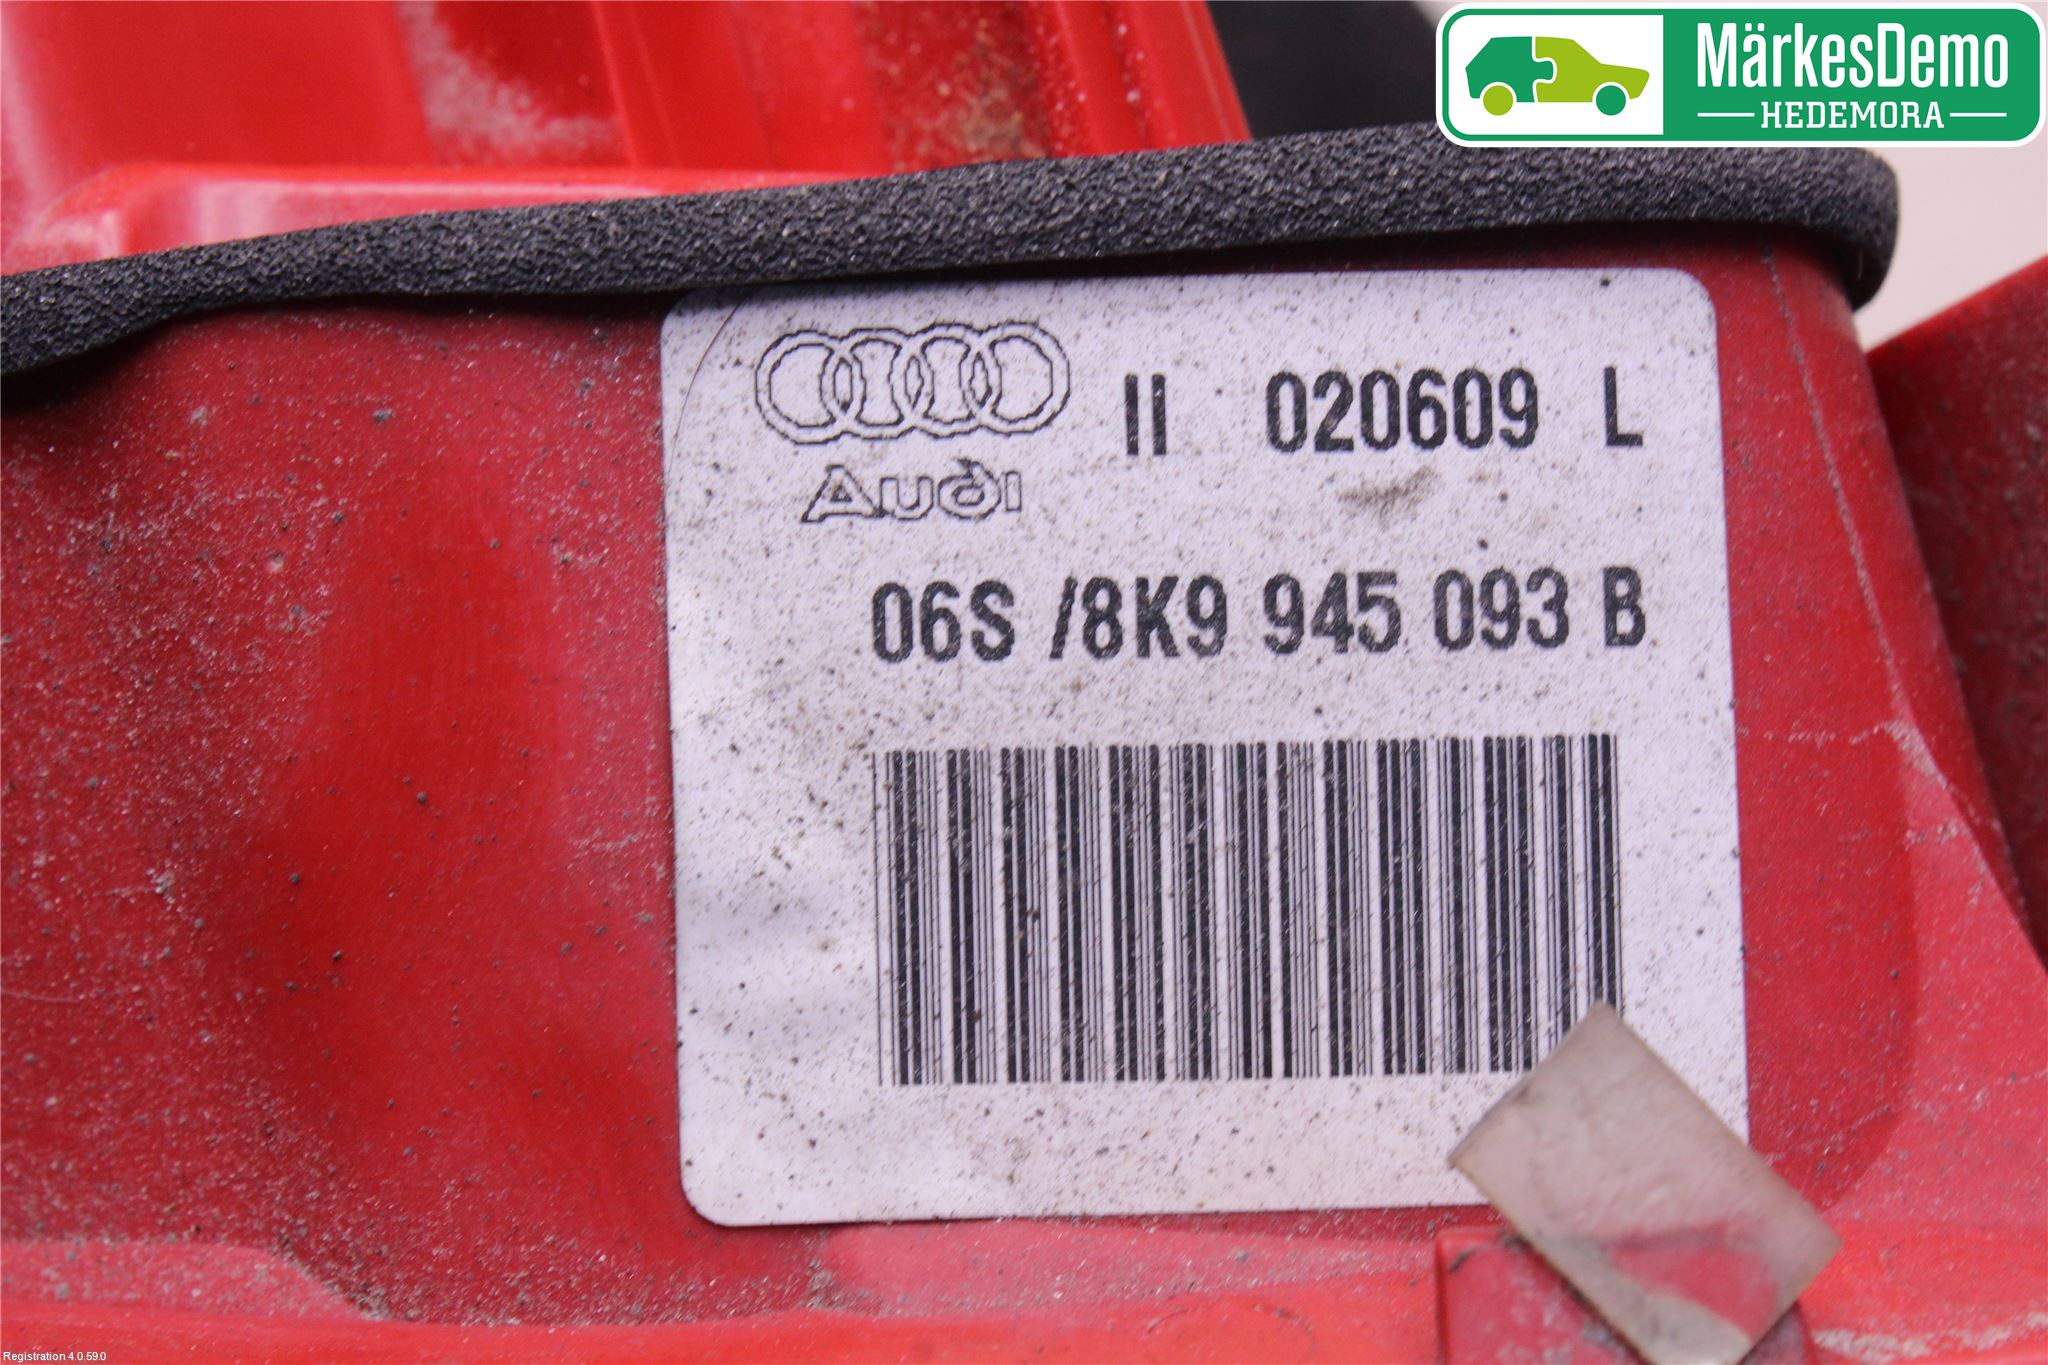 MärkesDemo
HEDEMORA
II 020609 L
Audi
06S /8K9 945 093 B
Registration 4.0.59.0